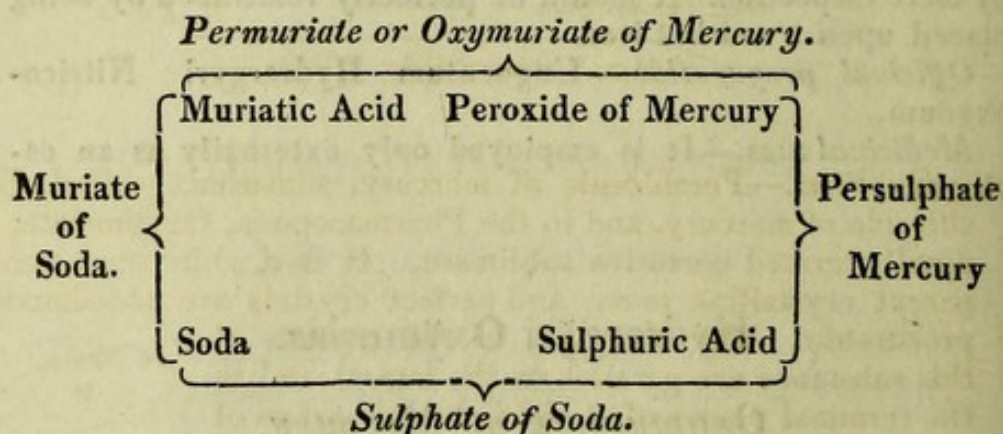 Permuriate or Oxymuriate of Mercury.
Muriatic Acid Peroxide of Mercury
Muriate
of
Soda.
Persulphate
of
Mercury
Soda Sulphuric Acid
Sulphate of Soda.